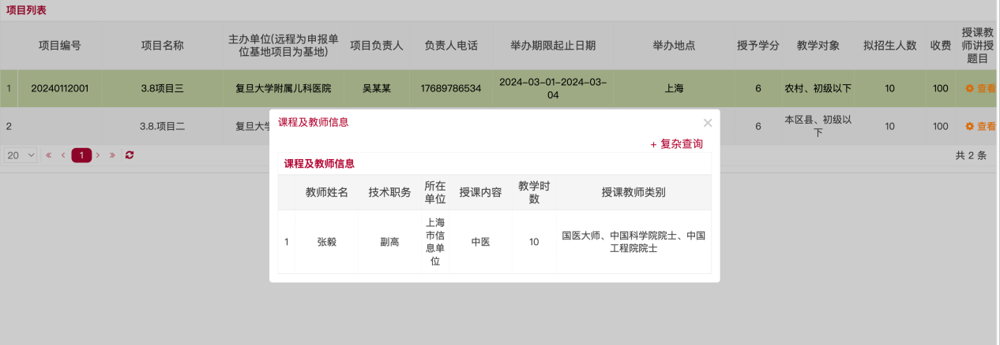 项目列表
项目编号 项目名称 主办单位(远程为申报单位基地项目为基地) 项目负责人 负责人电话 举办期限起止日期 举办地点 授予学分 教学对象 拟招生人数 收费 授课教师讲授题目
1 20240112001 3.8项目三 复旦大学附属儿科医院 吴某某 17689786534 2024-03-01-2024-03-04 上海 6 农村、初级以下 10 100 查看
2 3.8.项目二 复旦大学 6 本区县、初级以下 10 100 查看
20 « ‹ 1 › » 共 2 条
课程及教师信息 ×
+ 复杂查询
课程及教师信息
教师姓名 技术职务 所在单位 授课内容 教学时数 授课教师类别
1 张毅 副高 上海市信息单位 中医 10 国医大师、中国科学院院士、中国工程院院士